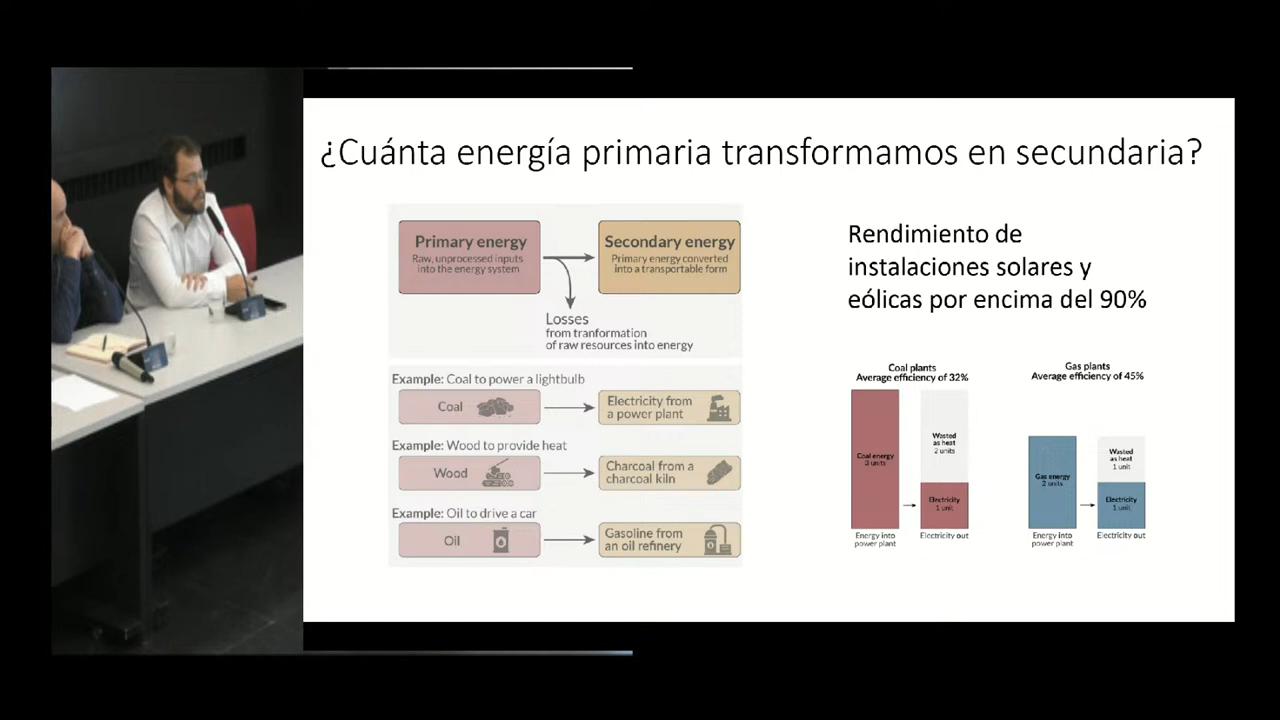 ¿Cuánta energía primaria transformamos en secundaria?
Primary energy
Raw, unprocessed inputs
into the energy system
Secondary energy
Primary energy converted
into a transportable form
Losses
from tranformation
of raw resources into energy
Example: Coal to power a lightbulb
Coal
Electricity from
a power plant
Example: Wood to provide heat
Wood
Charcoal from a
charcoal kiln
Example: Oil to drive a car
Oil
Gasoline from
an oil refinery
Rendimiento de
instalaciones solares y
eólicas por encima del 90%
Coal plants
Average efficiency of 32%
Coal energy
3 units
Wasted
as heat
2 units
Electricity
1 unit
Energy into
power plant
Electricity out
Gas plants
Average efficiency of 45%
Gas energy
2 units
Wasted
as heat
1 unit
Electricity
1 unit
Energy into
power plant
Electricity out